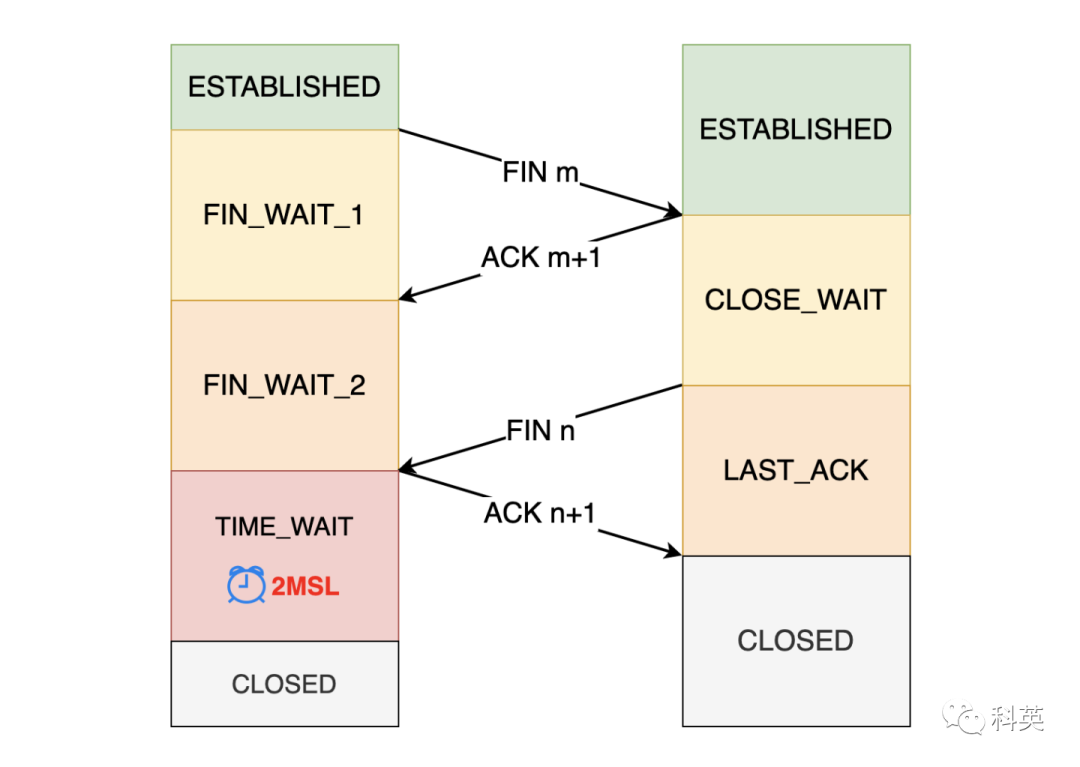 ESTABLISHED
ESTABLISHED
FIN m
FIN_WAIT_1
ACK m+1
CLOSE_WAIT
FIN_WAIT_2
FIN n
LAST_ACK
ACK n+1
TIME_WAIT
2MSL
CLOSED
CLOSED
科英